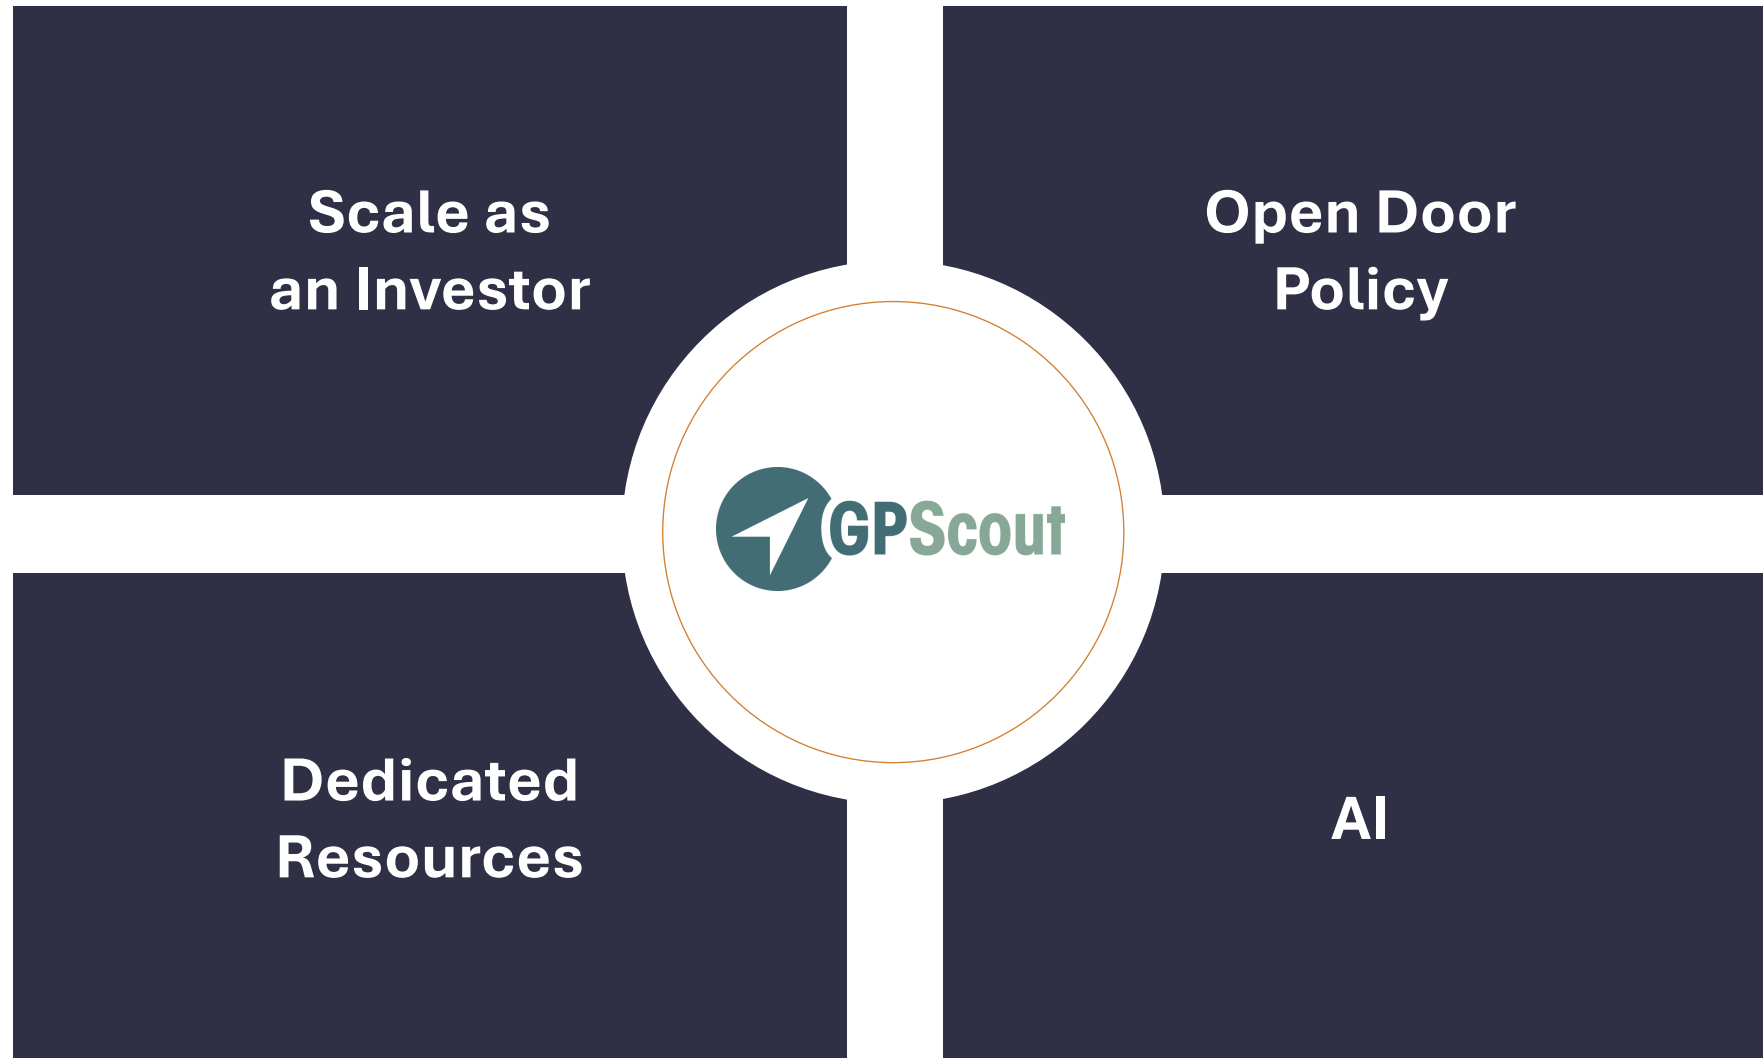 Scale as
an Investor
Open Door
Policy
GPScout
Dedicated
Resources
AI